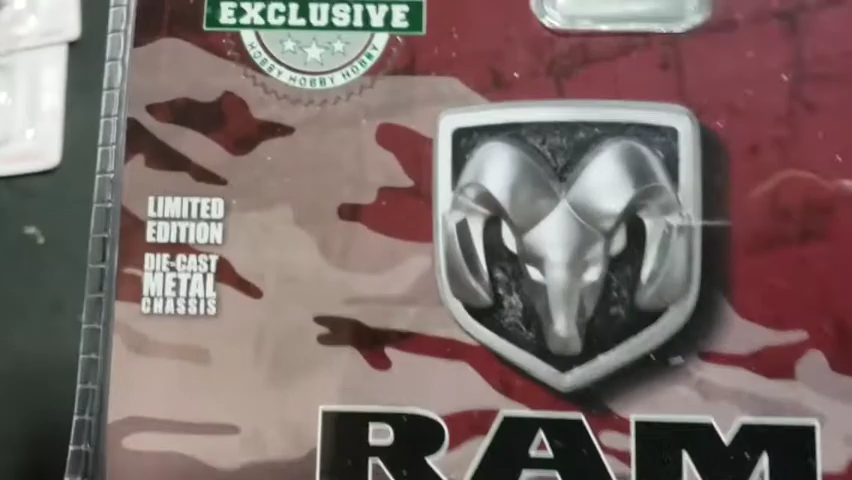 EXCLUSIVE
HOBBY HOBBY HOBBY
LIMITED
EDITION
DIE-CAST
METAL
CHASSIS
RAM